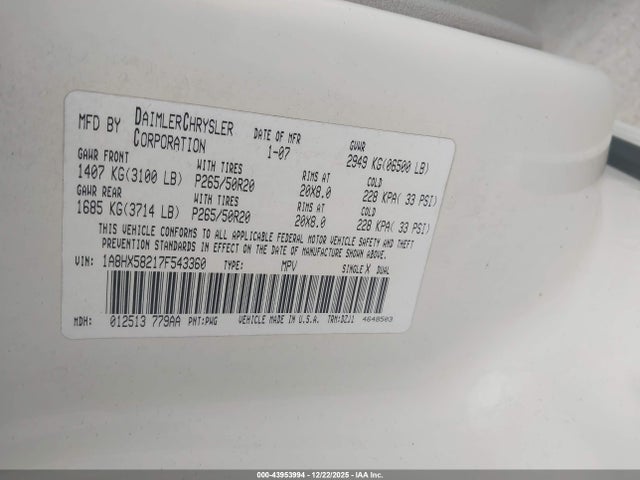 MFD BY DAIMLERCHRYSLER CORPORATION DATE OF MFR 1-07 GVWR 2949 KG(06500 LB)
GAWR FRONT WITH TIRES RIMS AT COLD
1407 KG(3100 LB) P265/50R20 20X8.0 228 KPA( 33 PSI)
GAWR REAR WITH TIRES RIMS AT COLD
1685 KG(3714 LB) P265/50R20 20X8.0 228 KPA( 33 PSI)
THIS VEHICLE CONFORMS TO ALL APPLICABLE FEDERAL MOTOR VEHICLE SAFETY AND THEFT
PREVENTION STANDARDS IN EFFECT ON THE DATE OF MANUFACTURE SHOWN ABOVE.
VIN: 1A8HX58217F543360 TYPE: MPV SINGLE X DUAL
MDH: 012513 779AA PNT:PWG VEHICLE MADE IN U.S.A. TRM:DZJ1 4648503
000-43953994 - 12/22/2025 - IAA Inc.